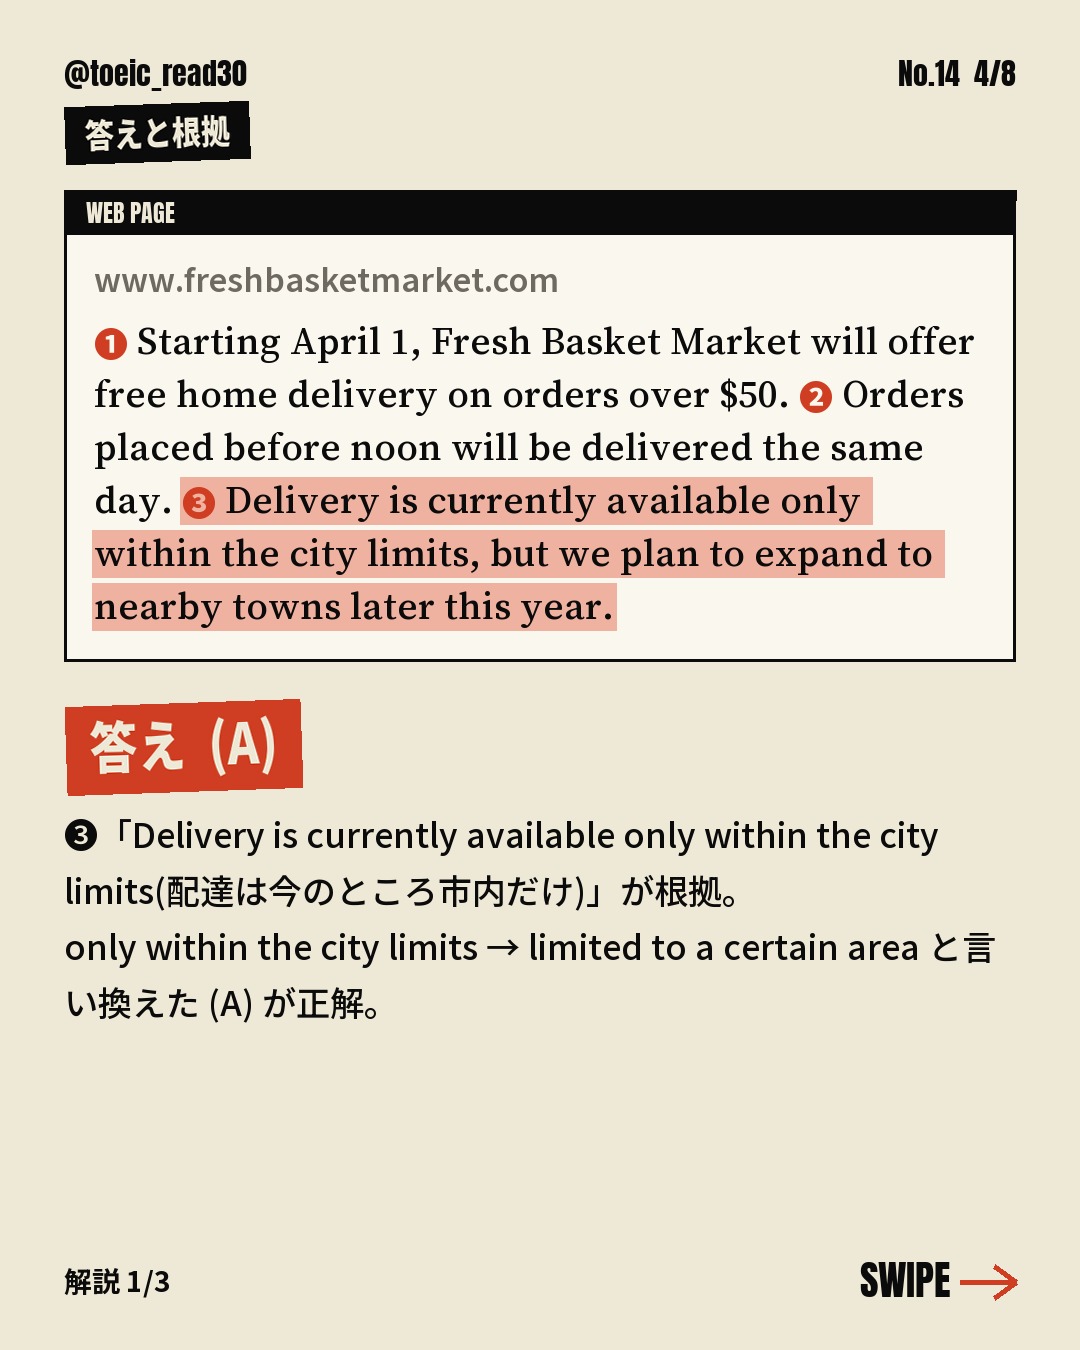 @toeic_read30
No.14 4/8
答えと根拠
WEB PAGE
www.freshbasketmarket.com
❶ Starting April 1, Fresh Basket Market will offer
free home delivery on orders over $50. ❷ Orders
placed before noon will be delivered the same
day. ❸ Delivery is currently available only
within the city limits, but we plan to expand to
nearby towns later this year.
答え (A)
❸「Delivery is currently available only within the city
limits(配達は今のところ市内だけ)」が根拠。
only within the city limits → limited to a certain area と言
い換えた (A) が正解。
解説 1/3
SWIPE →